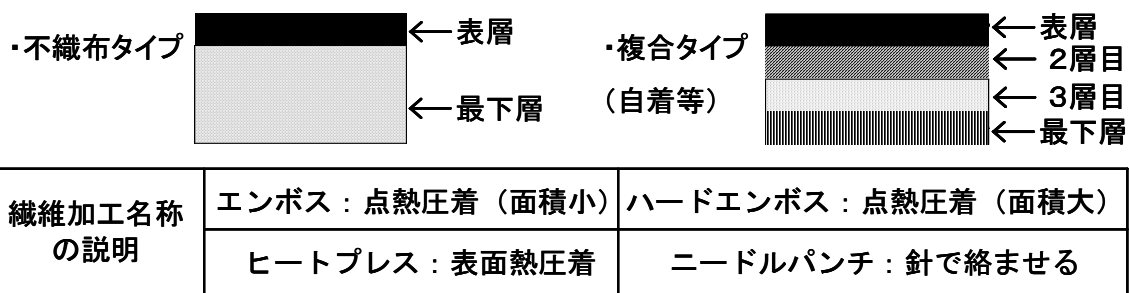 ・不織布タイプ
表層
最下層
・複合タイプ
（自着等）
表層
2層目
3層目
最下層
繊維加工名称
の説明
エンボス：点熱圧着（面積小）
ハードエンボス：点熱圧着（面積大）
ヒートプレス：表面熱圧着
ニードルパンチ：針で絡ませる